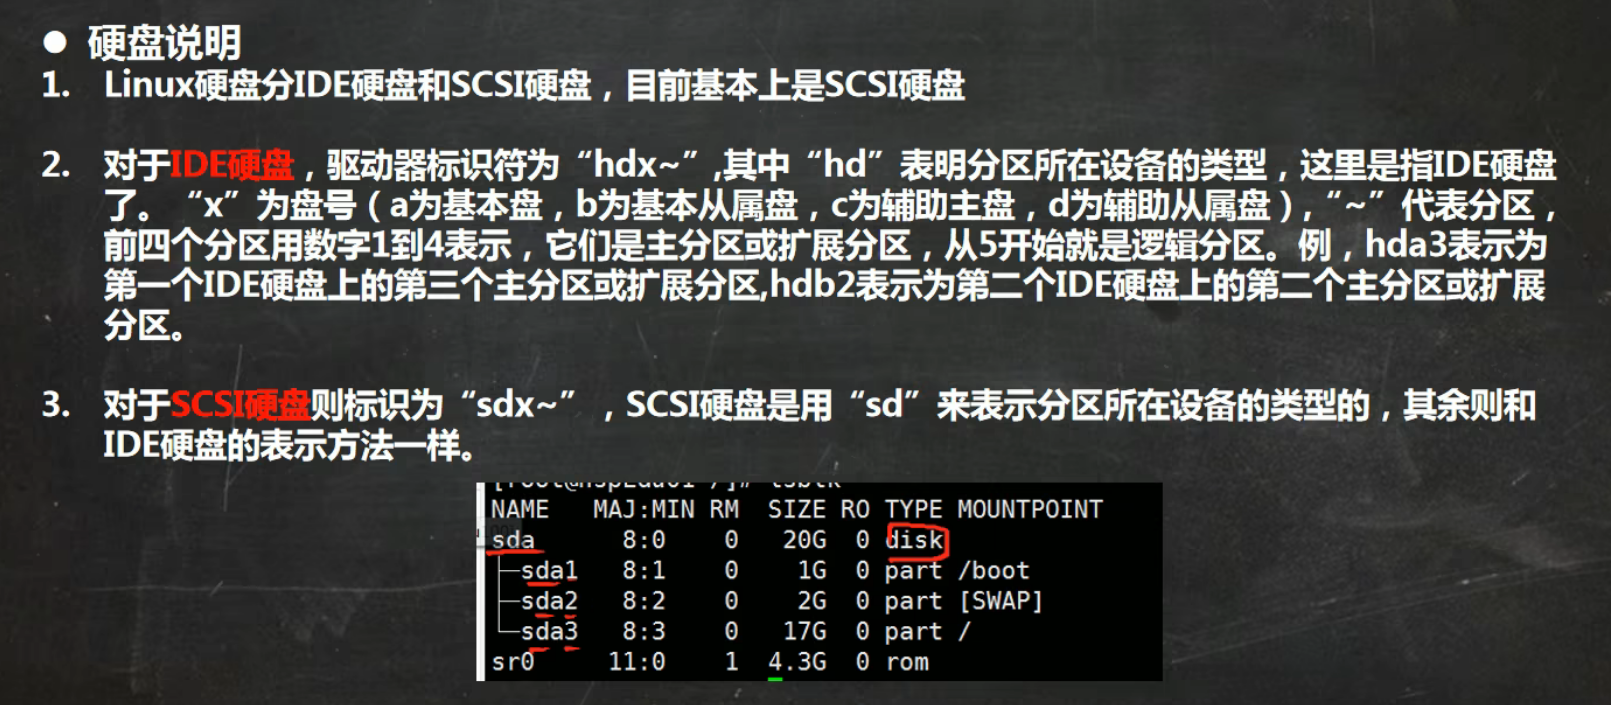 ● 硬盘说明
1. Linux硬盘分IDE硬盘和SCSI硬盘，目前基本上是SCSI硬盘
2. 对于IDE硬盘，驱动器标识符为“hdx~”,其中“hd”表明分区所在设备的类型，这里是指IDE硬盘
了。“x”为盘号（a为基本盘，b为基本从属盘，c为辅助主盘，d为辅助从属盘），“~”代表分区，
前四个分区用数字1到4表示，它们是主分区或扩展分区，从5开始就是逻辑分区。例，hda3表示为
第一个IDE硬盘上的第三个主分区或扩展分区,hdb2表示为第二个IDE硬盘上的第二个主分区或扩展
分区。
3. 对于SCSI硬盘则标识为“sdx~”，SCSI硬盘是用“sd”来表示分区所在设备的类型的，其余则和
IDE硬盘的表示方法一样。
lsblk
NAME MAJ:MIN RM SIZE RO TYPE MOUNTPOINT
sda 8:0 0 20G 0 disk
├─sda1 8:1 0 1G 0 part /boot
├─sda2 8:2 0 2G 0 part [SWAP]
└─sda3 8:3 0 17G 0 part /
sr0 11:0 1 4.3G 0 rom